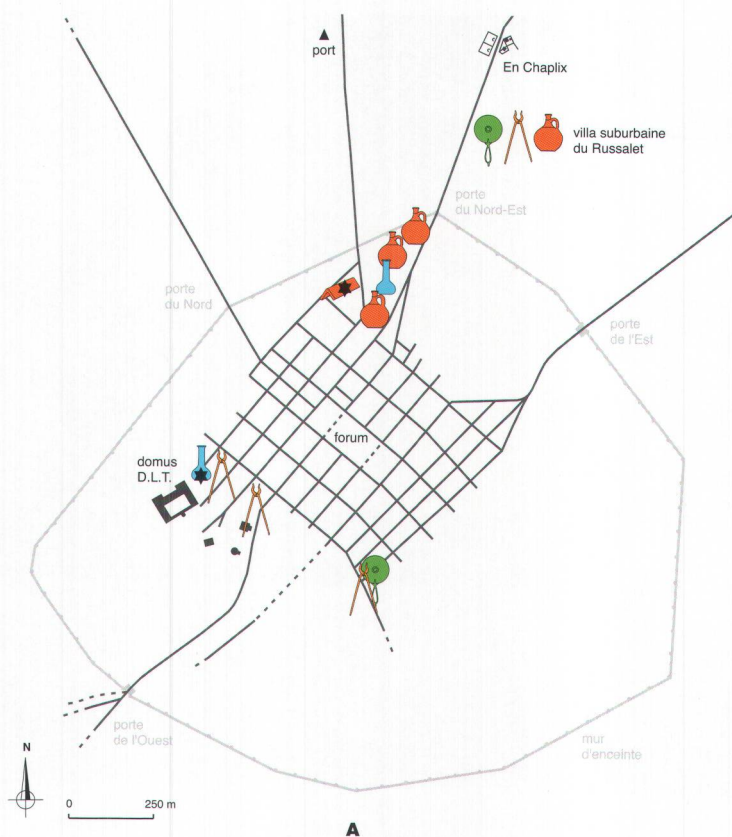 port
En Chaplix
villa suburbaine
du Russalet
porte
du Nord-Est
porte
du Nord
porte
de l'Est
forum
domus
D.L.T.
porte
de l'Ouest
mur
d'enceinte
N
0 250 m
A